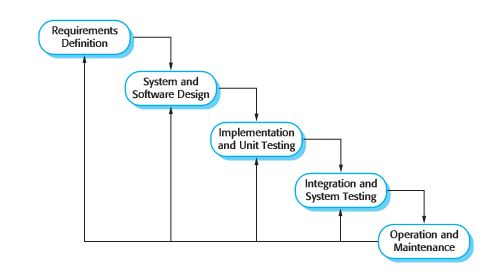 Requirements
Definition
System and
Software Design
Implementation
and Unit Testing
Integration and
System Testing
Operation and
Maintenance